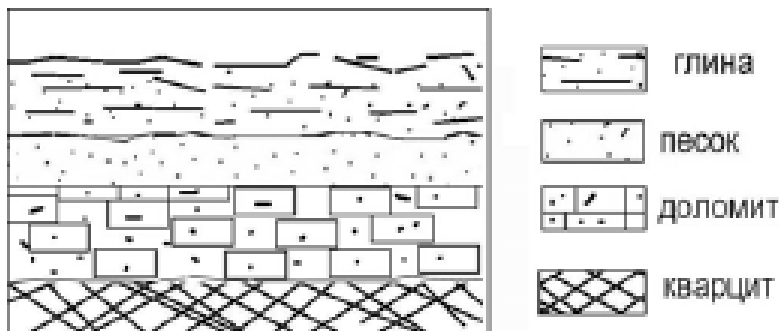 глина
песок
доломит
кварцит